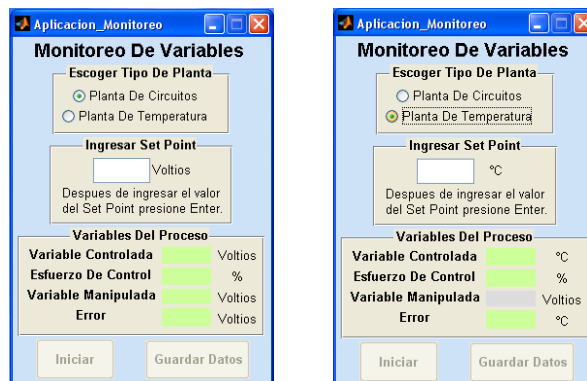 Aplicacion_Monitoreo
Monitoreo De Variables
Escoger Tipo De Planta
Planta De Circuitos
Planta De Temperatura
Ingresar Set Point
Voltios
Despues de ingresar el valor
del Set Point presione Enter.
Variables Del Proceso
Variable Controlada Voltios
Esfuerzo De Control %
Variable Manipulada Voltios
Error Voltios
Iniciar Guardar Datos
Aplicacion_Monitoreo
Monitoreo De Variables
Escoger Tipo De Planta
Planta De Circuitos
Planta De Temperatura
Ingresar Set Point
°C
Despues de ingresar el valor
del Set Point presione Enter.
Variables Del Proceso
Variable Controlada °C
Esfuerzo De Control %
Variable Manipulada Voltios
Error °C
Iniciar Guardar Datos